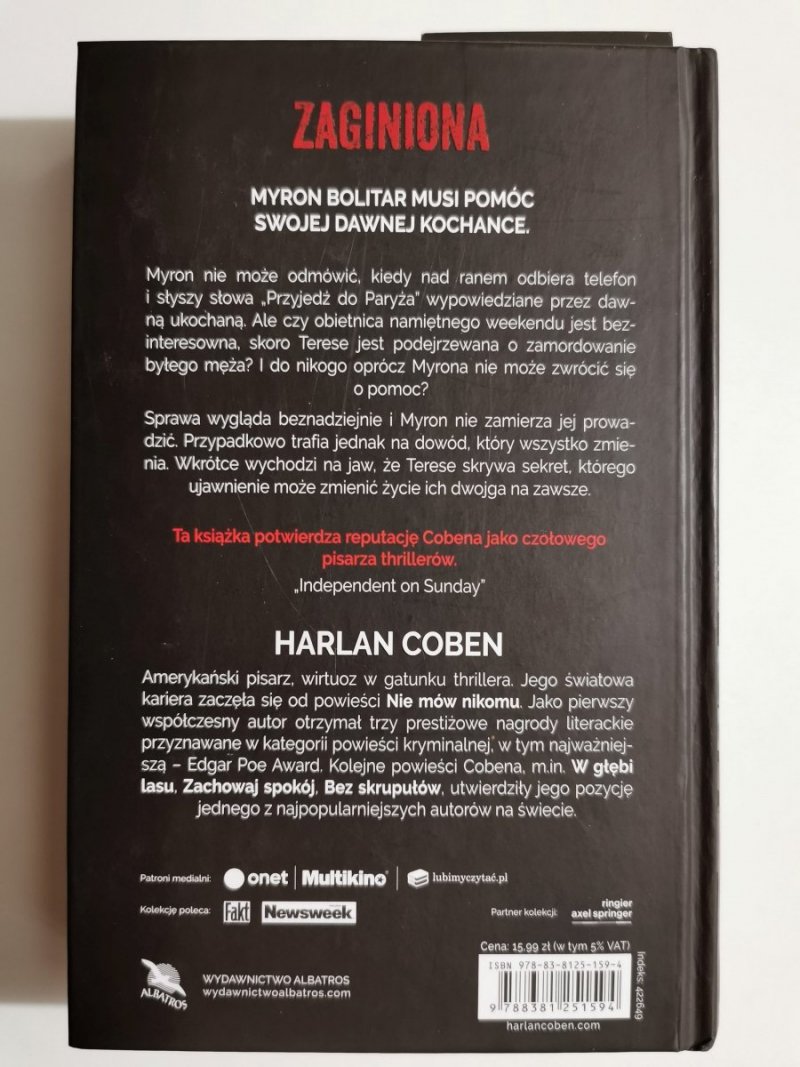 ZAGINIONA
MYRON BOLITAR MUSI POMÓC
SWOJEJ DAWNEJ KOCHANCE.
Myron nie może odmówić, kiedy nad ranem odbiera telefon
i słyszy słowa „Przyjedź do Paryża” wypowiedziane przez daw-
ną ukochaną. Ale czy obietnica namiętnego weekendu jest bez-
interesowna, skoro Terese jest podejrzewana o zamordowanie
byłego męża? I do nikogo oprócz Myrona nie może zwrócić się
o pomoc?
Sprawa wygląda beznadziejnie i Myron nie zamierza jej prowa-
dzić. Przypadkowo trafia jednak na dowód, który wszystko zmie-
nia. Wkrótce wychodzi na jaw, że Terese skrywa sekret, którego
ujawnienie może zmienić życie ich dwojga na zawsze.
Ta książka potwierdza reputację Cobena jako czołowego
pisarza thrillerów.
„Independent on Sunday”
HARLAN COBEN
Amerykański pisarz, wirtuoz w gatunku thrillera. Jego światowa
kariera zaczęła się od powieści Nie mów nikomu. Jako pierwszy
współczesny autor otrzymał trzy prestiżowe nagrody literackie
przyznawane w kategorii powieści kryminalnej, w tym najważniej-
szą – Edgar Poe Award. Kolejne powieści Cobena, m.in. W głębi
lasu, Zachowaj spokój, Bez skrupułów, utwierdziły jego pozycję
jednego z najpopularniejszych autorów na świecie.
Patroni medialni: onet Multikino lubimyczytać.pl
Kolekcję poleca: Fakt Newsweek
Partner kolekcji: ringier
axel springer
Cena: 15.99 zł (w tym 5% VAT)
ISBN 978-83-8125-159-4
9 788381 251594
harlancoben.com
Indeks: 422649
ALBATROS
WYDAWNICTWO ALBATROS
wydawnictwoalbatros.com